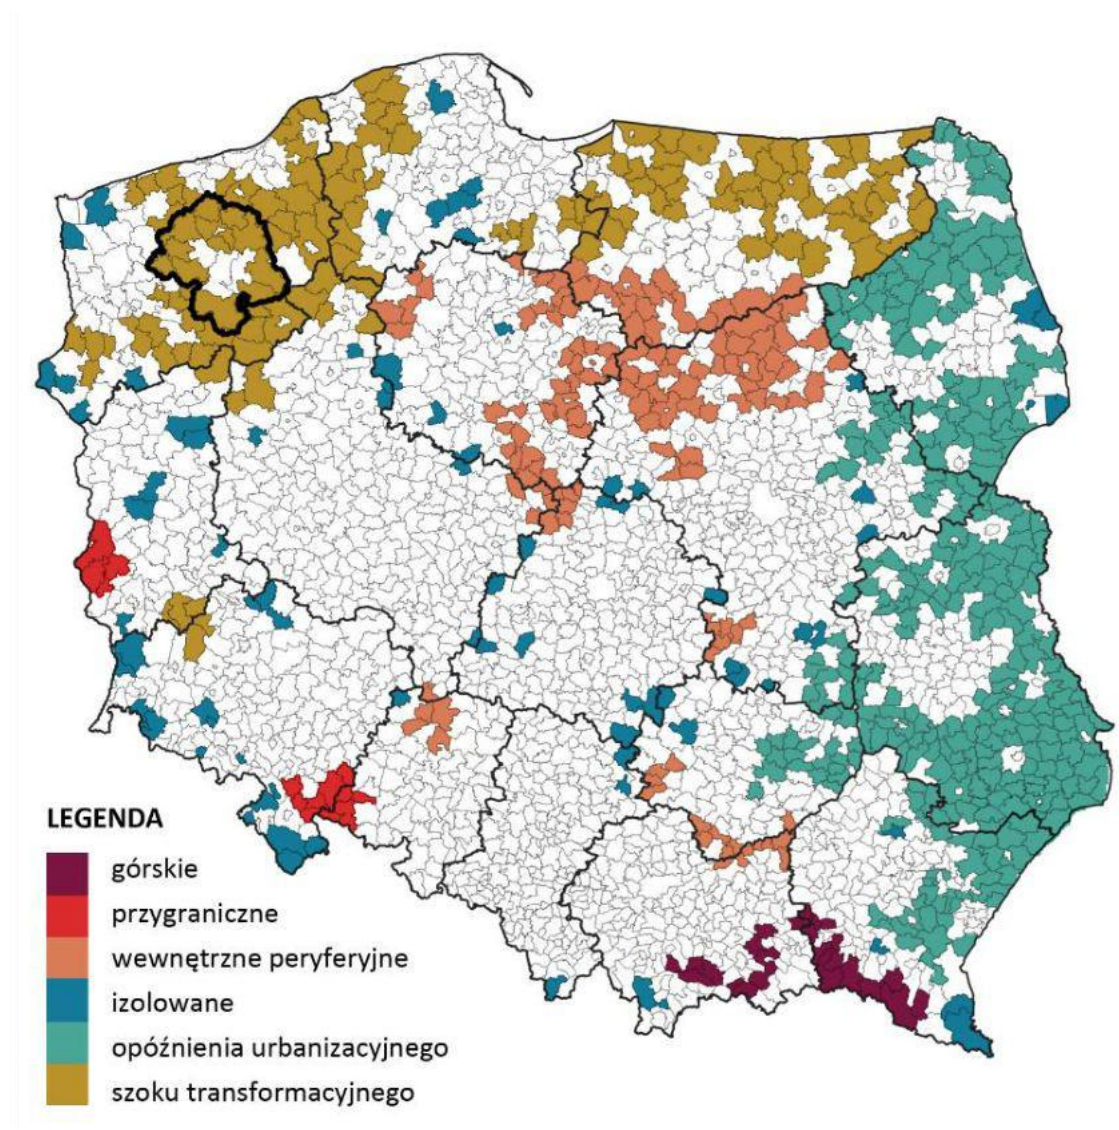 LEGENDA
górskie
przygraniczne
wewnętrzne peryferyjne
izolowane
opóźnienia urbanizacyjnego
szoku transformacyjnego